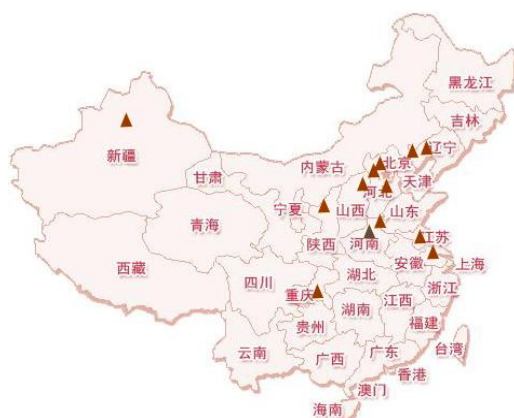 黑龙江
吉林
辽宁
新疆
内蒙古
北京
甘肃
河北
天津
宁夏
山西
山东
青海
陕西
河南
江苏
西藏
四川
湖北
安徽
上海
重庆
浙江
湖南
江西
贵州
福建
云南
广西
广东
台湾
香港
澳门
海南